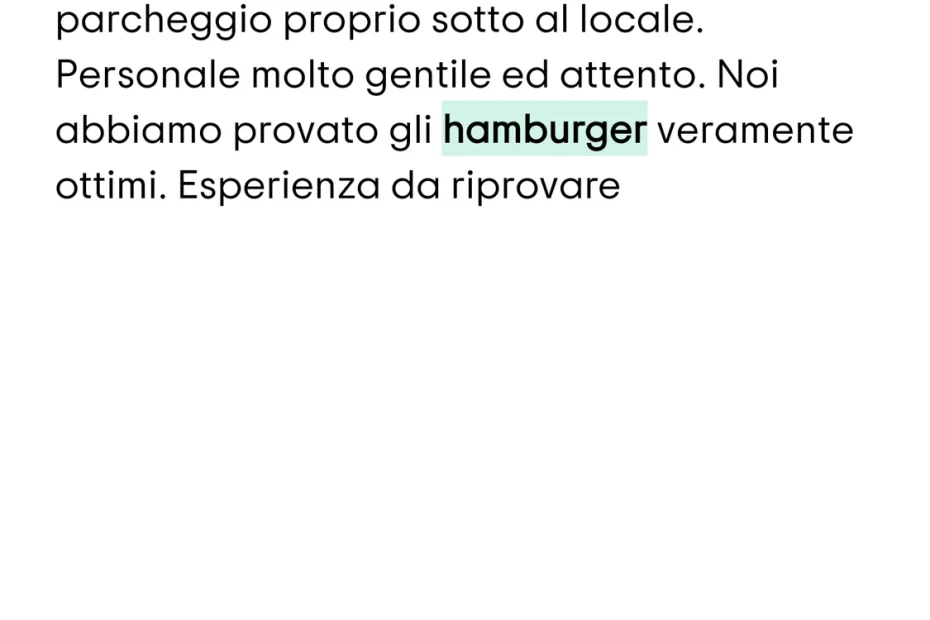 parcheggio proprio sotto al locale.
Personale molto gentile ed attento. Noi
abbiamo provato gli hamburger veramente
ottimi. Esperienza da riprovare